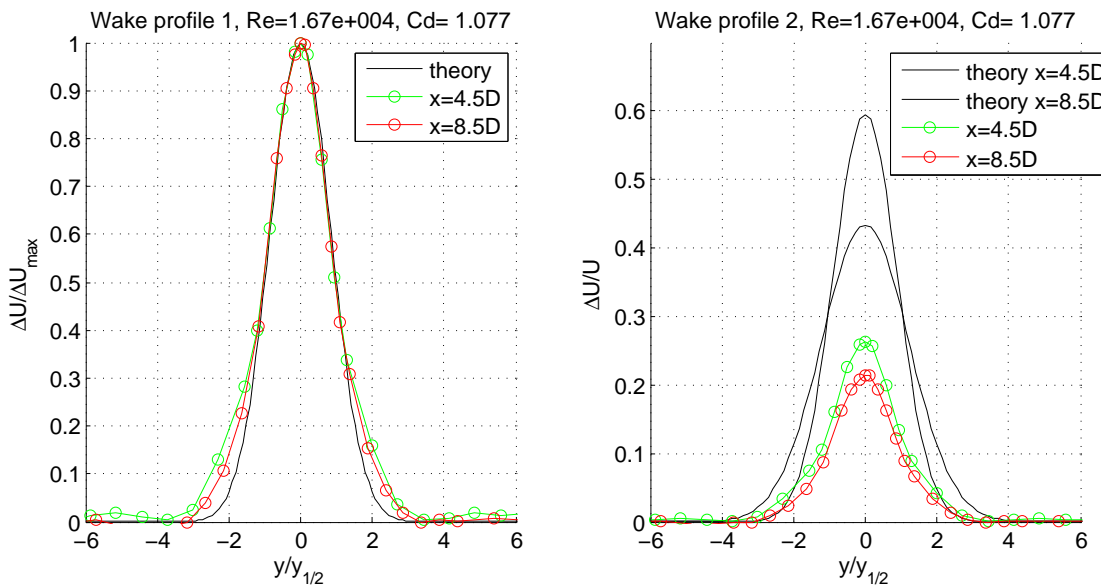 Wake profile 1, Re=1.67e+004, Cd= 1.077
1
0.9
0.8
0.7
0.6
0.5
0.4
0.3
0.2
0.1
0
ΔU/ΔU_max
−6
−4
−2
0
2
4
6
y/y_1/2
theory
x=4.5D
x=8.5D
Wake profile 2, Re=1.67e+004, Cd= 1.077
0.6
0.5
0.4
0.3
0.2
0.1
0
ΔU/U
−6
−4
−2
0
2
4
6
y/y_1/2
theory x=4.5D
theory x=8.5D
x=4.5D
x=8.5D